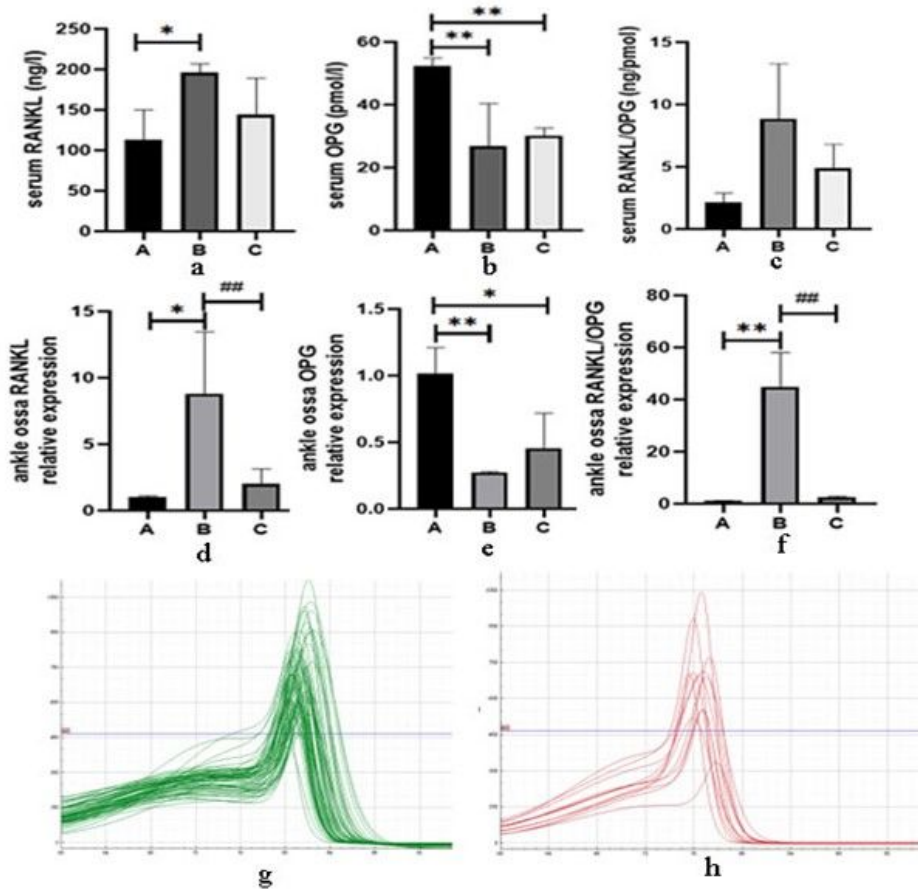 serum RANKL (ng/l)
250
200
150
100
50
0
*
A B C
a
serum OPG (pmol/l)
60
40
20
0
**
**
A B C
b
serum RANKL/OPG (ng/pmol)
15
10
5
0
A B C
c
ankle ossa RANKL
relative expression
15
10
5
0
*
##
A B C
d
ankle ossa OPG
relative expression
1.5
1.0
0.5
0.0
*
**
A B C
e
ankle ossa RANKL/OPG
relative expression
80
60
40
20
0
**
##
A B C
f
g
h